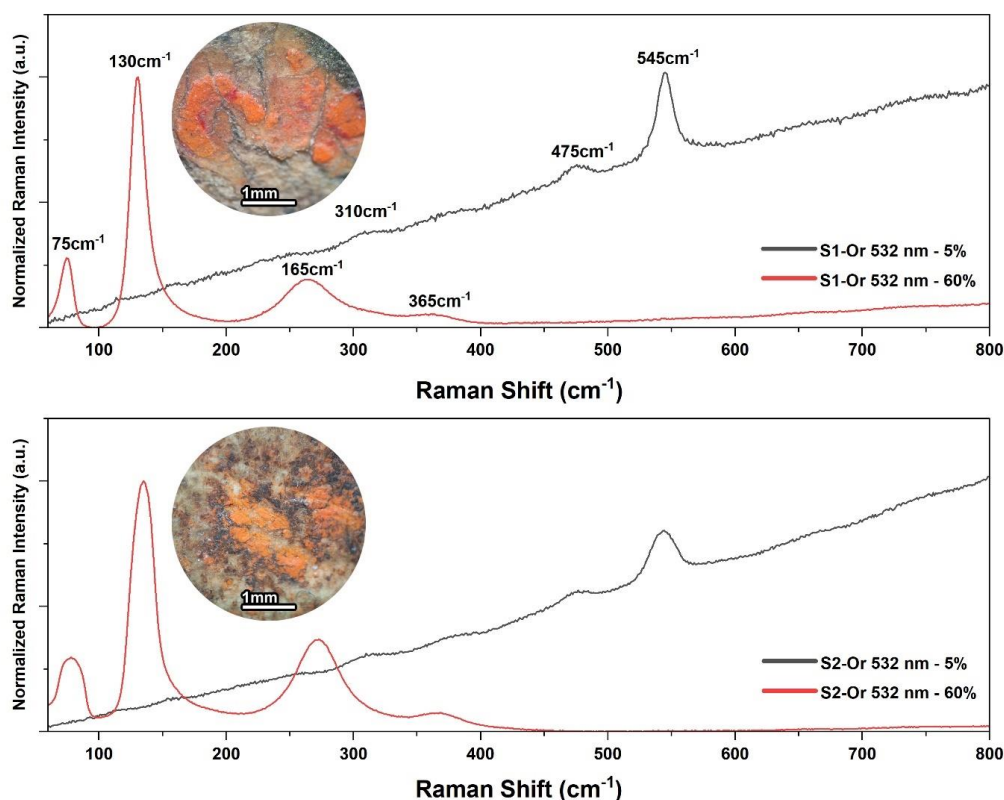 Normalized Raman Intensity (a.u.)
130cm-1
545cm-1
1mm
475cm-1
310cm-1
75cm-1
165cm-1
365cm-1
S1-Or 532 nm - 5%
S1-Or 532 nm - 60%
100 200 300 400 500 600 700 800
Raman Shift (cm-1)
Normalized Raman Intensity (a.u.)
1mm
S2-Or 532 nm - 5%
S2-Or 532 nm - 60%
100 200 300 400 500 600 700 800
Raman Shift (cm-1)